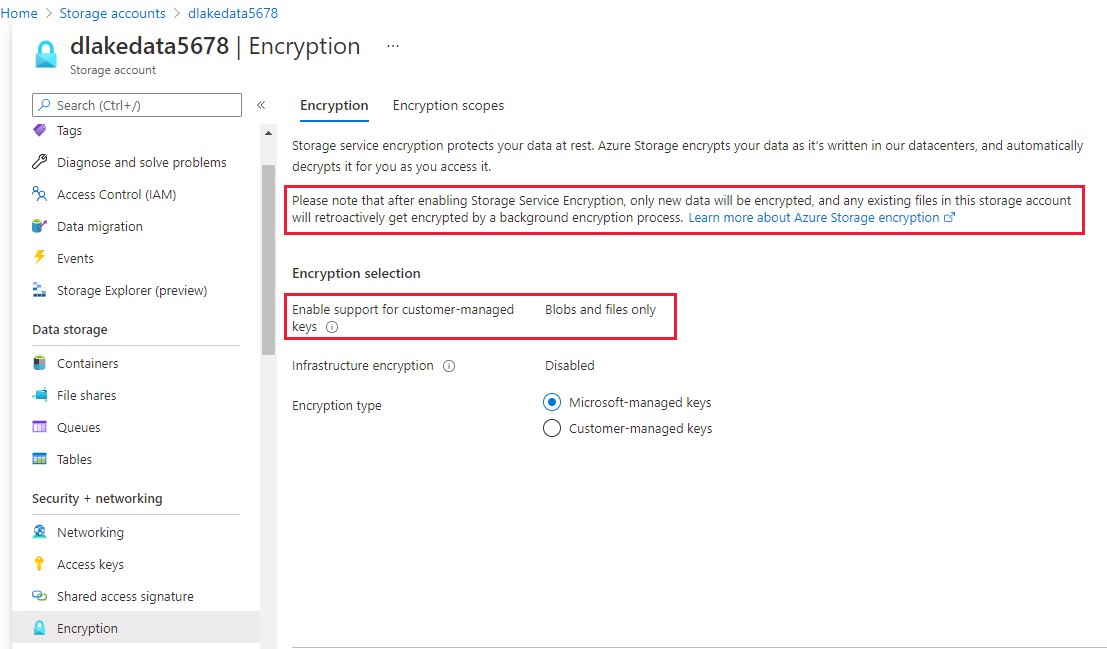 Home > Storage accounts > dlakedata5678
dlakedata5678 | Encryption ...
Storage account
Search (Ctrl+/)
«
Tags
Diagnose and solve problems
Access Control (IAM)
Data migration
Events
Storage Explorer (preview)
Data storage
Containers
File shares
Queues
Tables
Security + networking
Networking
Access keys
Shared access signature
Encryption
Encryption Encryption scopes
Storage service encryption protects your data at rest. Azure Storage encrypts your data as it's written in our datacenters, and automatically
decrypts it for you as you access it.
Please note that after enabling Storage Service Encryption, only new data will be encrypted, and any existing files in this storage account
will retroactively get encrypted by a background encryption process. Learn more about Azure Storage encryption
Encryption selection
Enable support for customer-managed Blobs and files only
keys
Infrastructure encryption Disabled
Encryption type Microsoft-managed keys
Customer-managed keys